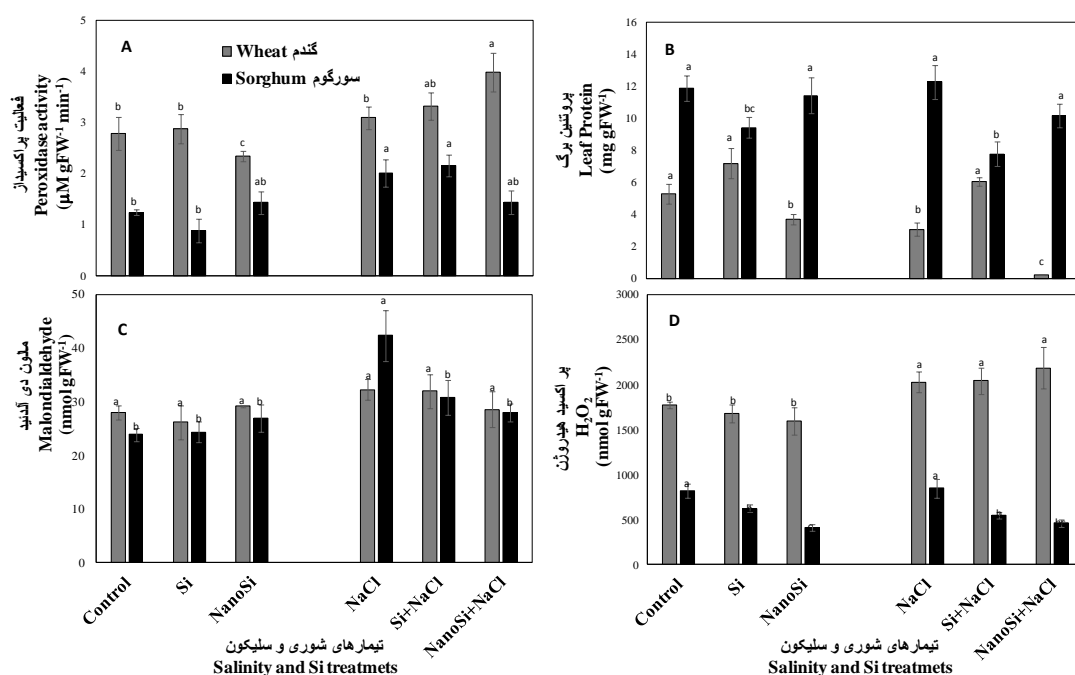 A
Wheat گندم
Sorghum سورگوم
فعالیت پراکسیداز
Peroxidase activity
(µM gFW-1 min-1)
5
4
3
2
1
0
b
b
b
b
c
ab
b
a
ab
a
a
ab
B
پروتئین برگ
Leaf Protein
(mg gFW-1)
16
14
12
10
8
6
4
2
0
a
a
a
bc
b
a
b
a
a
b
c
a
C
مالون دی آلدئید
Malondialdehyde
(nmol gFW-1)
50
40
30
20
10
0
a
b
a
b
a
b
a
a
a
b
a
b
D
پراکسید هیدروژن
H2O2
(nmol gFW-1)
3000
2500
2000
1500
1000
500
0
b
a
b
b
a
a
a
b
a
Control
Si
NanoSi
NaCl
Si+NaCl
NanoSi+NaCl
تیمارهای شوری و سلیکون
Salinity and Si treatmets
Control
Si
NanoSi
NaCl
Si+NaCl
NanoSi+NaCl
تیمارهای شوری و سلیکون
Salinity and Si treatmets